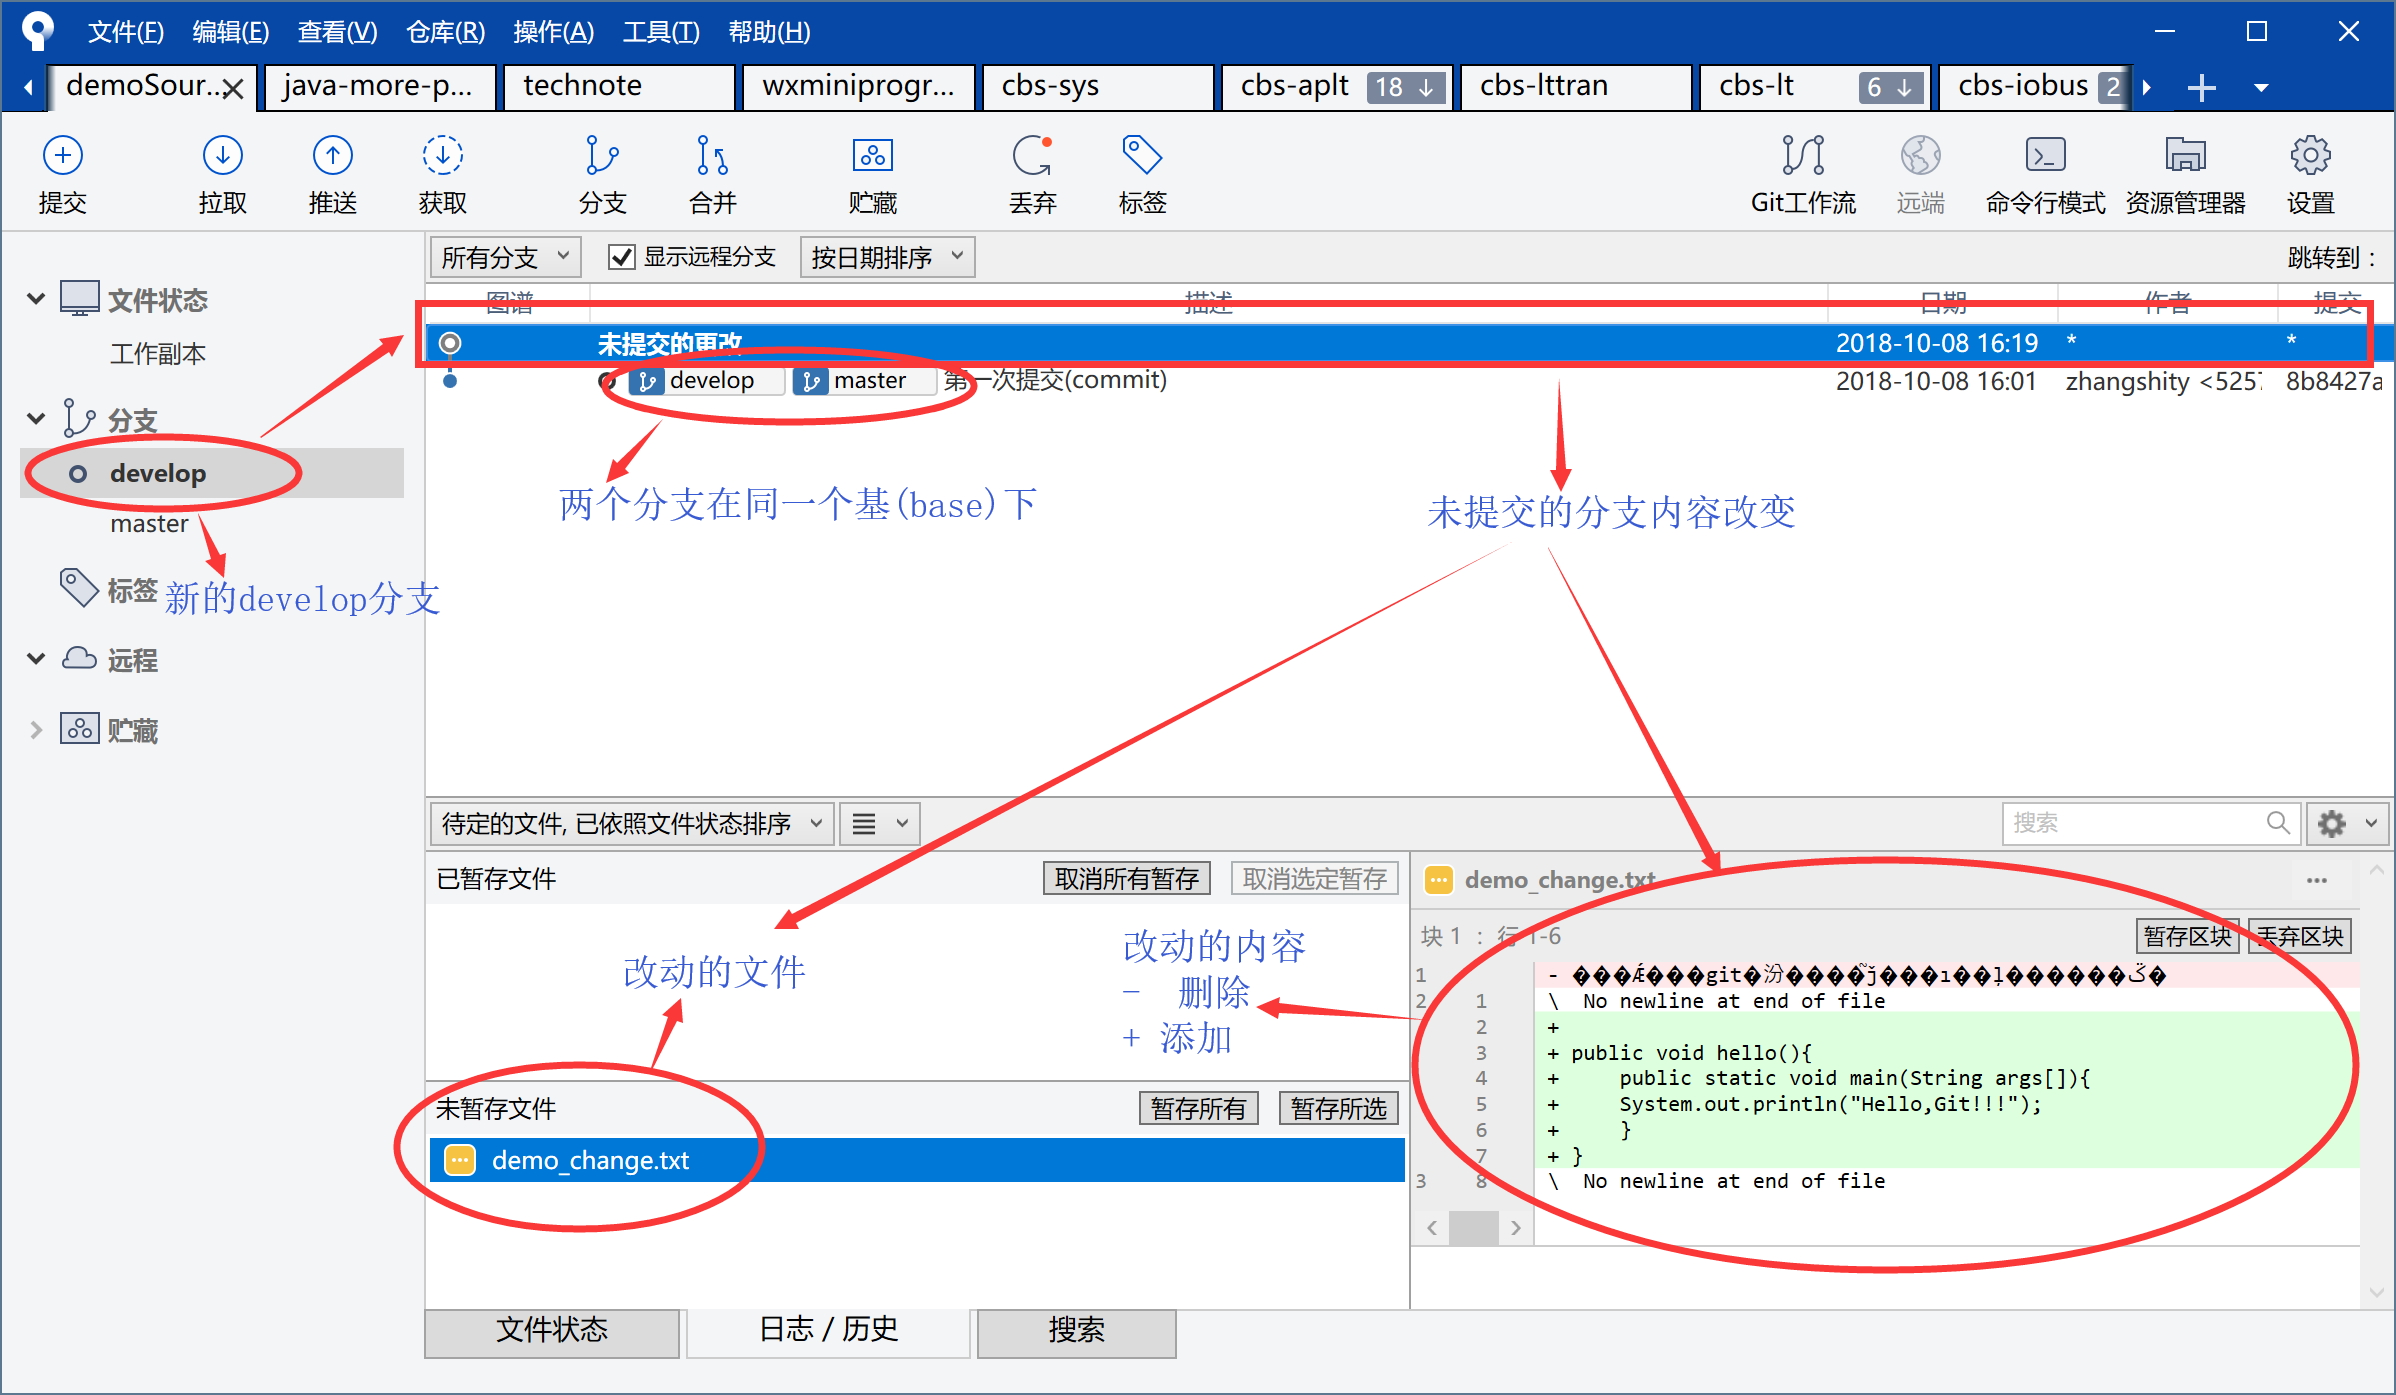 文件(F) 编辑(E) 查看(V) 仓库(R) 操作(A) 工具(T) 帮助(H)
demoSour... java-more-p... technote wxminiprogr... cbs-sys cbs-aplt 18 cbs-lttran cbs-lt 6 cbs-iobus 2
提交 拉取 推送 获取 分支 合并 贮藏 丢弃 标签 Git工作流 远端 命令行模式 资源管理器 设置
所有分支 显示远程分支 按日期排序 跳转到：
文件状态
工作副本
分支
develop
master
标签
新的develop分支
远程
贮藏
图谱 描述 日期 作者 提交
未提交的更改 2018-10-08 16:19 * *
develop master 第一次提交(commit) 2018-10-08 16:01 zhangshity <525 8b8427a
两个分支在同一个基(base)下
未提交的分支内容改变
待定的文件, 已依照文件状态排序 搜索
已暂存文件 取消所有暂存 取消选定暂存
改动的文件
改动的内容
- 删除
+ 添加
未暂存文件 暂存所有 暂存所选
demo_change.txt
demo_change.txt
块 1 ： 行 1-6 暂存区块 丢弃区块
1 - ���Ǽ���git�汾����ǰ���ı��ļ������
2 1 \ No newline at end of file
2 +
3 + public void hello(){
4 + public static void main(String args[]){
5 + System.out.println("Hello,Git!!!");
6 + }
7 + }
3 8 \ No newline at end of file
文件状态 日志 / 历史 搜索